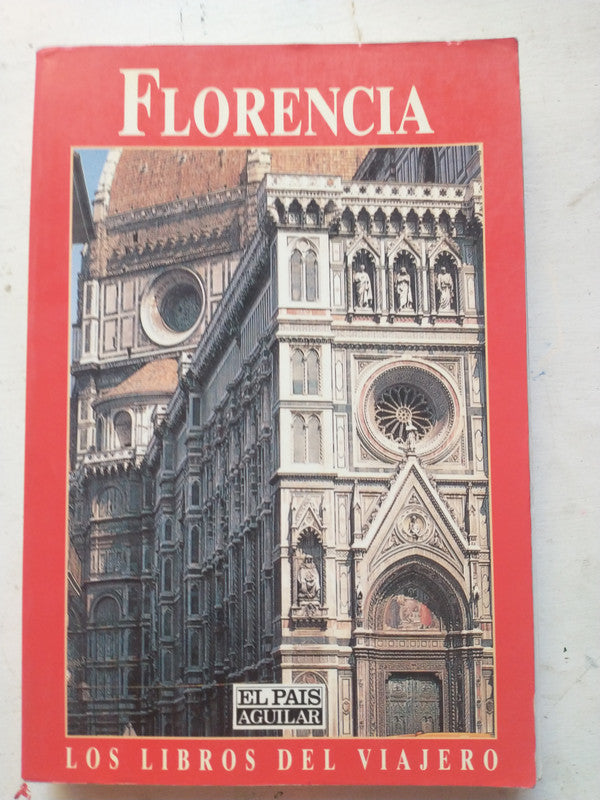 FLORENCIA
EL PAIS
AGUILAR
LOS LIBROS DEL VIAJERO